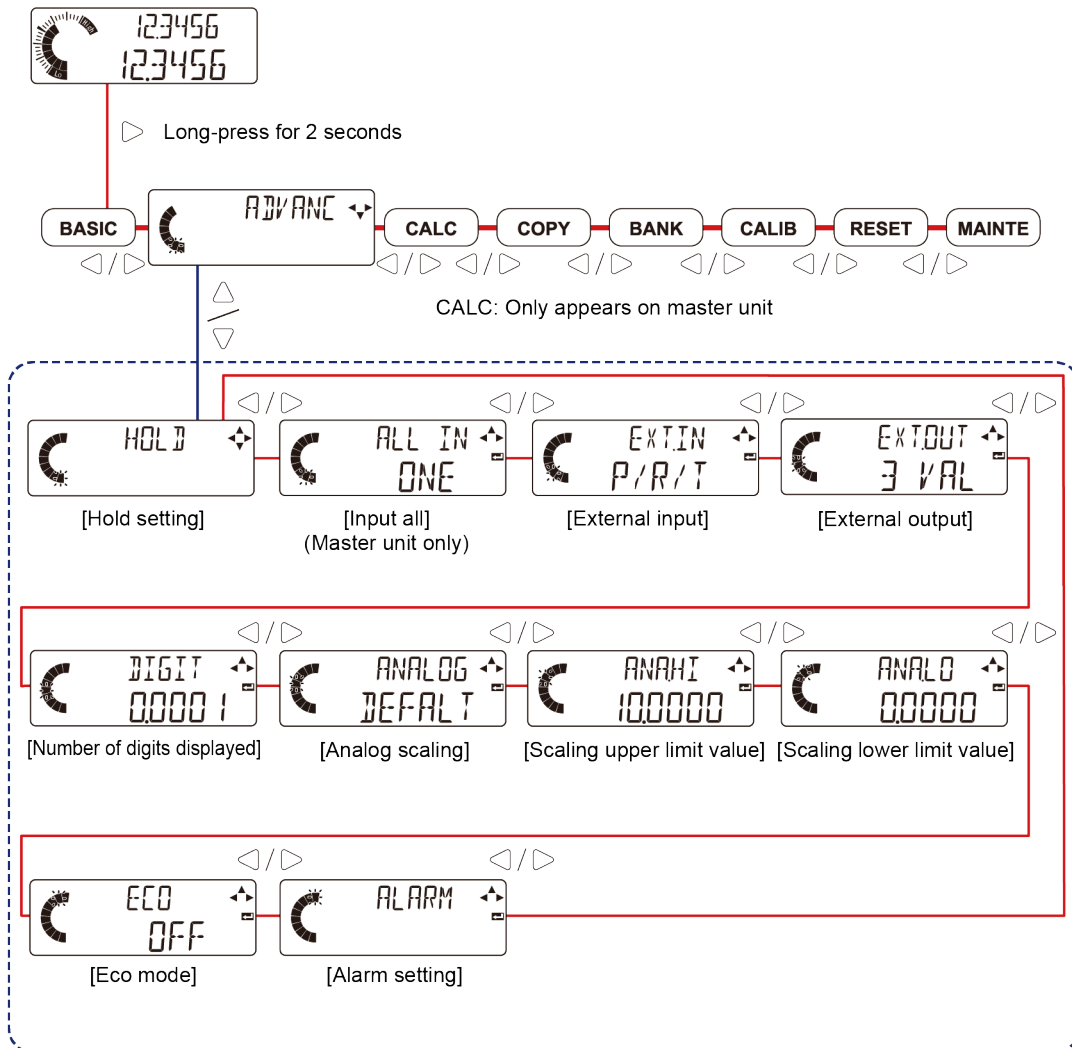 12.3456
12.3456
Long-press for 2 seconds
BASIC
ADVANC
CALC
COPY
BANK
CALIB
RESET
MAINTE
CALC: Only appears on master unit
HOLD
ALL IN
ONE
EXT.IN
P/R/T
EXT.OUT
3 VAL
[Hold setting]
[Input all]
(Master unit only)
[External input]
[External output]
DIGIT
0.0001
ANALOG
DEFALT
ANA.HI
10.0000
ANA.LO
0.0000
[Number of digits displayed]
[Analog scaling]
[Scaling upper limit value]
[Scaling lower limit value]
ECO
OFF
ALARM
[Eco mode]
[Alarm setting]